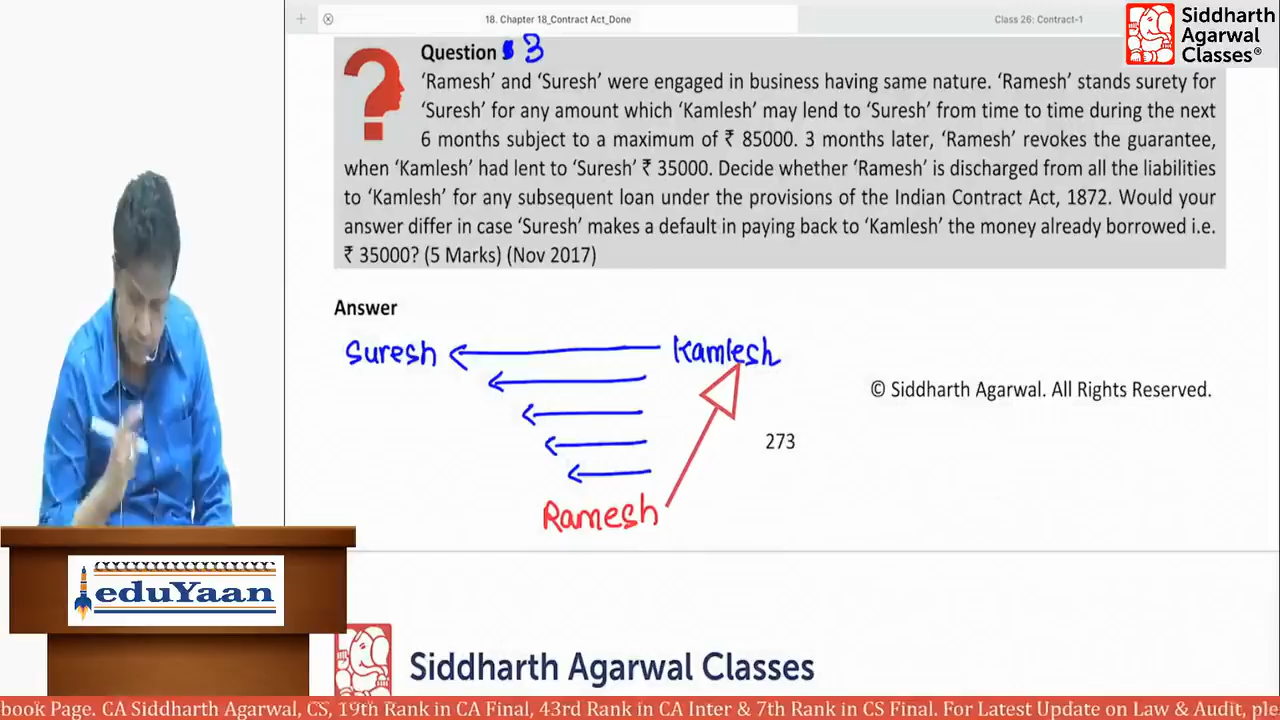 18. Chapter 18_Contract Act_Done
Class 26: Contract-1
Siddharth
Agarwal
Classes®
Question 3
‘Ramesh’ and ‘Suresh’ were engaged in business having same nature. ‘Ramesh’ stands surety for
‘Suresh’ for any amount which ‘Kamlesh’ may lend to ‘Suresh’ from time to time during the next
6 months subject to a maximum of ₹ 85000. 3 months later, ‘Ramesh’ revokes the guarantee,
when ‘Kamlesh’ had lent to ‘Suresh’ ₹ 35000. Decide whether ‘Ramesh’ is discharged from all the liabilities
to ‘Kamlesh’ for any subsequent loan under the provisions of the Indian Contract Act, 1872. Would your
answer differ in case ‘Suresh’ makes a default in paying back to ‘Kamlesh’ the money already borrowed i.e.
₹ 35000? (5 Marks) (Nov 2017)
Answer
Suresh
Kamlesh
© Siddharth Agarwal. All Rights Reserved.
273
Ramesh
eduYaan
Siddharth Agarwal Classes
book Page. CA Siddharth Agarwal, CS, 19th Rank in CA Final, 43rd Rank in CA Inter & 7th Rank in CS Final. For Latest Update on Law & Audit, ple